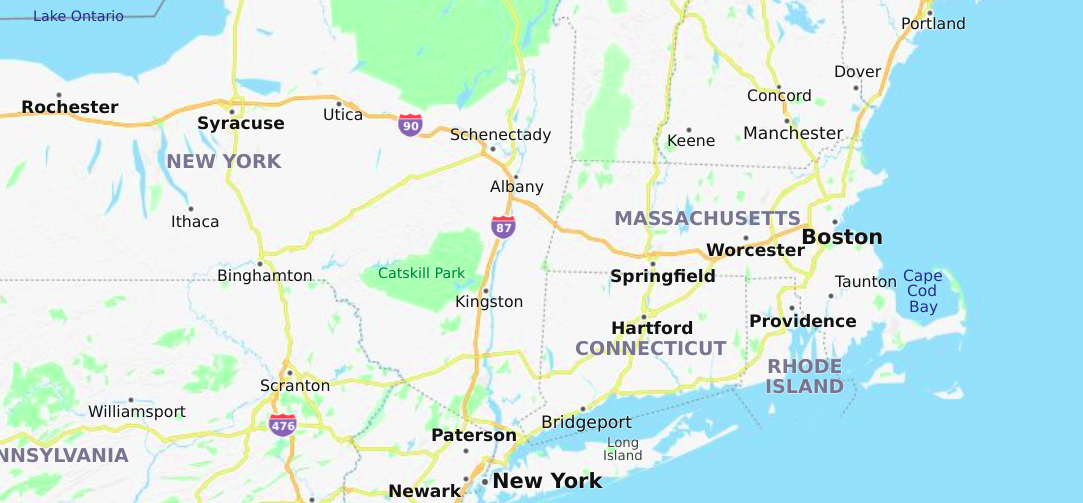 Lake Ontario
Portland
Dover
Rochester
Concord
Utica
Syracuse
90
Schenectady
Manchester
Keene
NEW YORK
Albany
Ithaca
MASSACHUSETTS
87
Boston
Worcester
Binghamton
Catskill Park
Springfield
Taunton
Cape
Cod
Bay
Kingston
Providence
Hartford
CONNECTICUT
RHODE
ISLAND
Scranton
Williamsport
Bridgeport
476
Paterson
Long
Island
NNSYLVANIA
New York
Newark